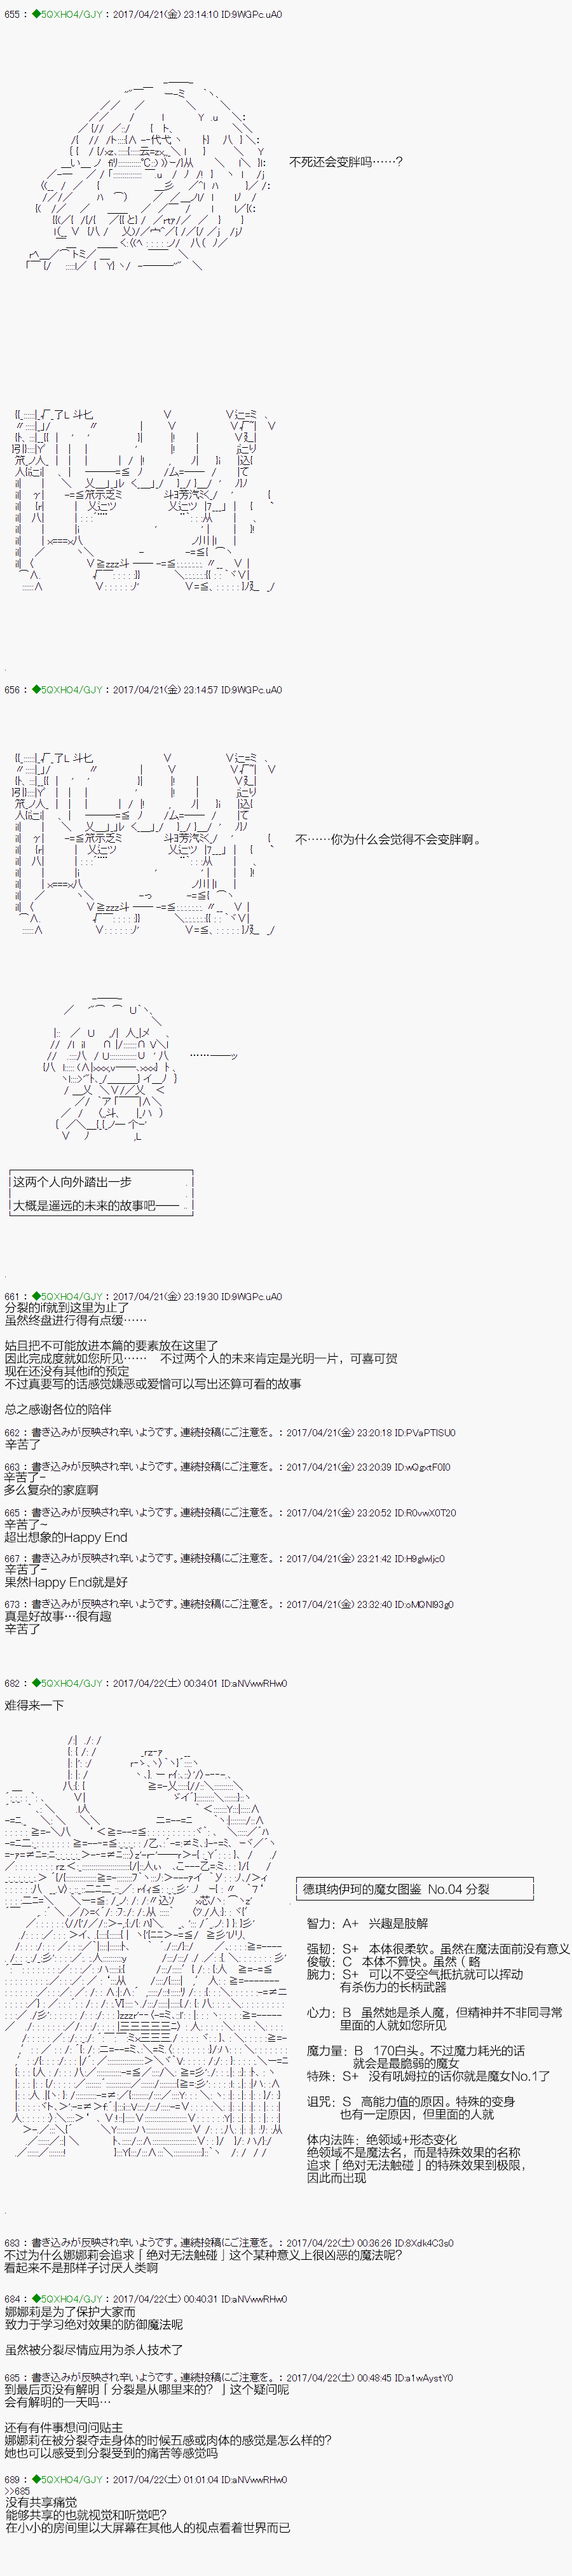 655 : ◆5QXHO4/GJY : 2017/04/21(金) 23:14:10 ID:9WGPc.uA0
不死还会变胖吗……?
656 : ◆5QXHO4/GJY : 2017/04/21(金) 23:14:57 ID:9WGPc.uA0
不……你为什么会觉得不会变胖啊。
……――ッ
这两个人向外踏出一步
大概是遥远的未来的故事吧――
661 : ◆5QXHO4/GJY : 2017/04/21(金) 23:19:30 ID:9WGPc.uA0
分裂的if就到这里为止了
虽然终盘进行得有点缓……
姑且把不可能放进本篇的要素放在这里了
因此完成度就如您所见…… 不过两个人的未来肯定是光明一片，可喜可贺
现在还没有其他if的预定
不过真要写的话感觉嫌恶或爱憎可以写出还算可看的故事
总之感谢各位的陪伴
662 : 書き込みが反映され辛いようです。連続投稿にご注意を。 : 2017/04/21(金) 23:20:18 ID:PVaPTISU0
辛苦了
663 : 書き込みが反映され辛いようです。連続投稿にご注意を。 : 2017/04/21(金) 23:20:39 ID:wQgxtF0I0
辛苦了-
多么复杂的家庭啊
665 : 書き込みが反映され辛いようです。連続投稿にご注意を。 : 2017/04/21(金) 23:20:52 ID:R0vwX0T20
辛苦了~
超出想象的Happy End
667 : 書き込みが反映され辛いようです。連続投稿にご注意を。 : 2017/04/21(金) 23:21:42 ID:H9glwIjc0
辛苦了-
果然Happy End就是好
673 : 書き込みが反映され辛いようです。連続投稿にご注意を。 : 2017/04/21(金) 23:32:40 ID:oMQNI93g0
真是好故事…很有趣
辛苦了
682 : ◆5QXHO4/GJY : 2017/04/22(土) 00:34:01 ID:aNVwwRHw0
难得来一下
德琪纳伊珂的魔女图鉴 No.04 分裂
智力：A+ 兴趣是肢解
强韧：S+ 本体很柔软。虽然在魔法面前没有意义
俊敏：C 本体不算快。虽然（略
腕力：S+ 可以不受空气抵抗就可以挥动
有杀伤力的长柄武器
心力：B 虽然她是杀人魔，但精神并不非同寻常
里面的人就如您所见
魔力量：B 170白头。不过魔力耗光的话
就会是最脆弱的魔女
特殊：S+ 没有吼姆拉的话你就是魔女No.1了
诅咒：S 高能力值的原因。特殊的变身
也有一定原因，但里面的人就
体内法阵：绝领域+形态变化
绝领域不是魔法名，而是特殊效果的名称
追求「绝对无法触碰」的特殊效果到极限，
因此而出现
683 : 書き込みが反映され辛いようです。連続投稿にご注意を。 : 2017/04/22(土) 00:36:26 ID:8Xdk4C3s0
不过为什么娜娜莉会追求「绝对无法触碰」这个某种意义上很凶恶的魔法呢?
看起来不是那样子讨厌人类啊
684 : ◆5QXHO4/GJY : 2017/04/22(土) 00:40:31 ID:aNVwwRHw0
娜娜莉是为了保护大家而
致力于学习绝对效果的防御魔法呢
虽然被分裂尽情应用为杀人技术了
685 : 書き込みが反映され辛いようです。連続投稿にご注意を。 : 2017/04/22(土) 00:48:45 ID:a1wAystY0
到最后页没有解明「分裂是从哪里来的？」这个疑问呢
会有解明的一天吗…
还有有件事想问问贴主
娜娜莉在被分裂夺走身体的时候五感或肉体的感觉是怎么样的?
她也可以感受到分裂受到的痛苦等感觉吗
689 : ◆5QXHO4/GJY : 2017/04/22(土) 01:01:04 ID:aNVwwRHw0
>>685
没有共享痛觉
能够共享的也就视觉和听觉吧?
在小小的房间里以大屏幕在其他人的视点看着世界而已